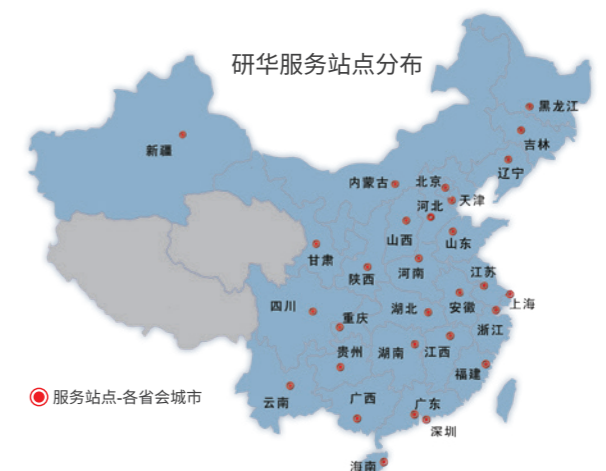 研华服务站点分布
黑龙江
吉林
新疆
辽宁
内蒙古
北京
天津
河北
山西
山东
甘肃
河南
陕西
江苏
四川
湖北
安徽
上海
重庆
浙江
贵州
湖南
江西
福建
服务站点-各省会城市
云南
广西
广东
深圳
海南